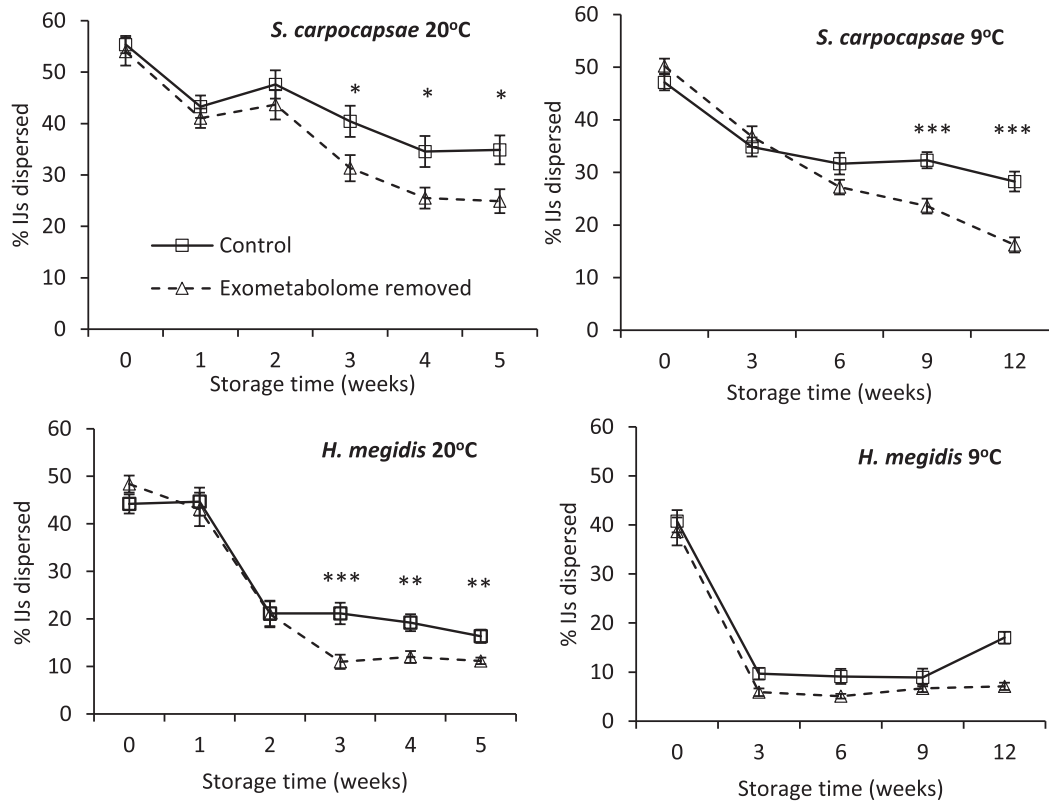 S. carpocapsae 20°C
60
50
40
30
20
10
0
% IJs dispersed
* * *
Control
Exometabolome removed
0 1 2 3 4 5
Storage time (weeks)
S. carpocapsae 9°C
60
50
40
30
20
10
0
% IJs dispersed
*** ***
0 3 6 9 12
Storage time (weeks)
H. megidis 20°C
60
50
40
30
20
10
0
% IJs dispersed
*** ** **
0 1 2 3 4 5
Storage time (weeks)
H. megidis 9°C
60
50
40
30
20
10
0
% IJs dispersed
0 3 6 9 12
Storage time (weeks)